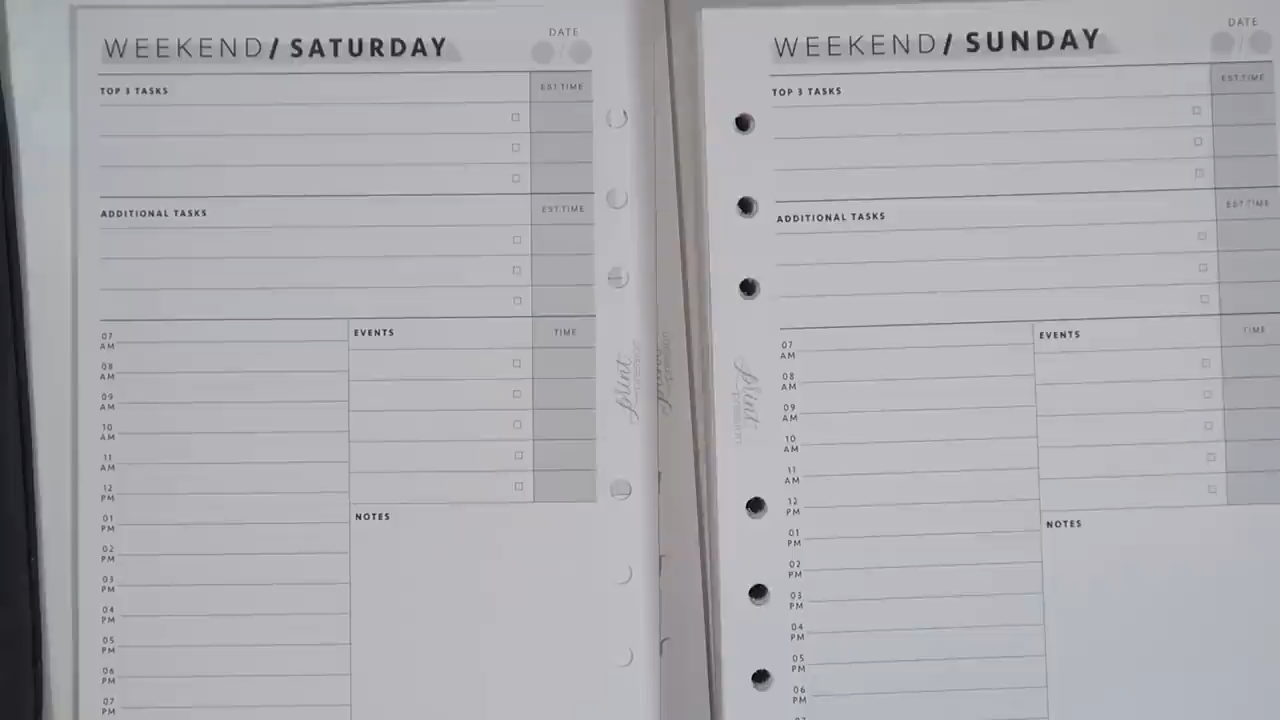 WEEKEND/ SATURDAY
DATE
/
TOP 3 TASKS
EST.TIME
ADDITIONAL TASKS
EST.TIME
07 AM
08 AM
09 AM
10 AM
11 AM
12 PM
01 PM
02 PM
03 PM
04 PM
05 PM
06 PM
07 PM
EVENTS
TIME
NOTES
plint
WEEKEND/ SUNDAY
DATE
/
TOP 3 TASKS
EST.TIME
ADDITIONAL TASKS
EST.TIME
07 AM
08 AM
09 AM
10 AM
11 AM
12 PM
01 PM
02 PM
03 PM
04 PM
05 PM
06 PM
EVENTS
TIME
NOTES
plint